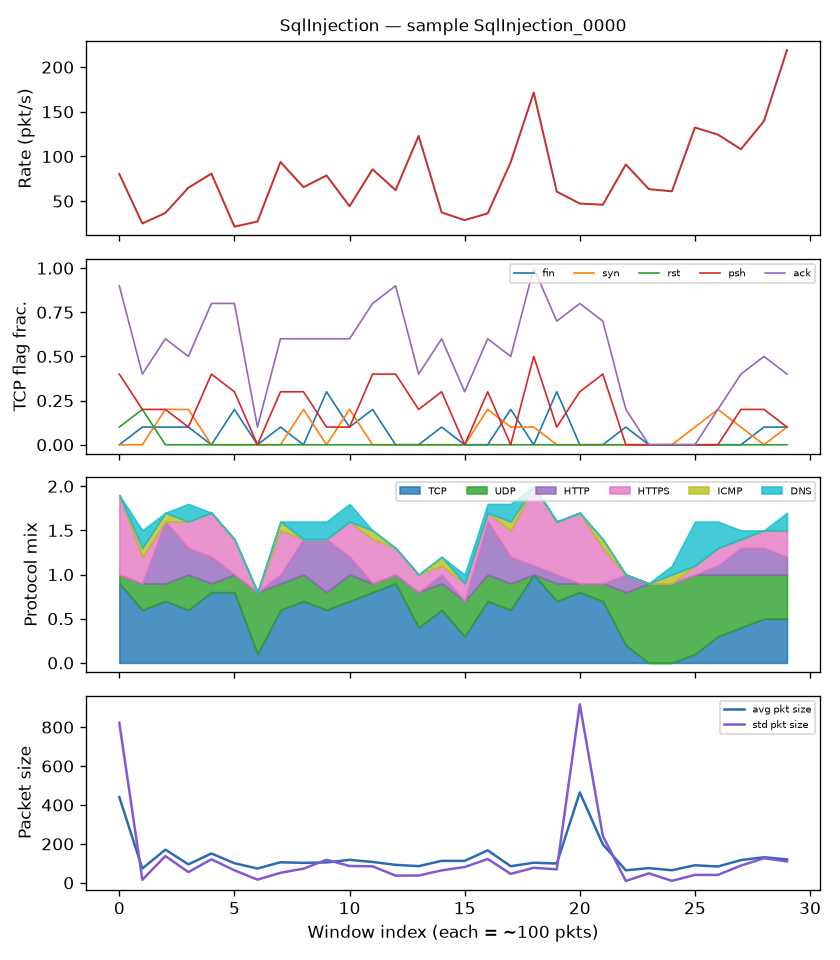 SqlInjection — sample SqlInjection_0000
Rate (pkt/s)
200
150
100
50
TCP flag frac.
1.00
0.75
0.50
0.25
0.00
fin syn rst psh ack
Protocol mix
2.0
1.5
1.0
0.5
0.0
TCP UDP HTTP HTTPS ICMP DNS
Packet size
800
600
400
200
0
avg pkt size
std pkt size
0 5 10 15 20 25 30
Window index (each = ~100 pkts)